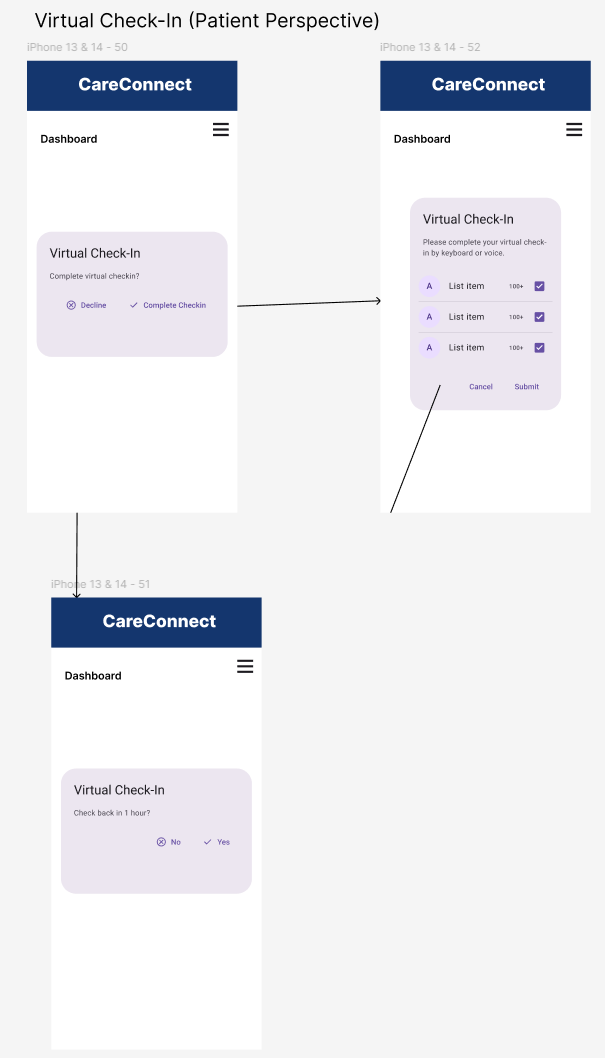 Virtual Check-In (Patient Perspective)
iPhone 13 & 14 - 50
CareConnect
Dashboard
Virtual Check-In
Complete virtual checkin?
Decline
Complete Checkin
iPhone 13 & 14 - 52
CareConnect
Dashboard
Virtual Check-In
Please complete your virtual check-
in by keyboard or voice.
A List item 100+
A List item 100+
A List item 100+
Cancel Submit
iPhone 13 & 14 - 51
CareConnect
Dashboard
Virtual Check-In
Check back in 1 hour?
No Yes